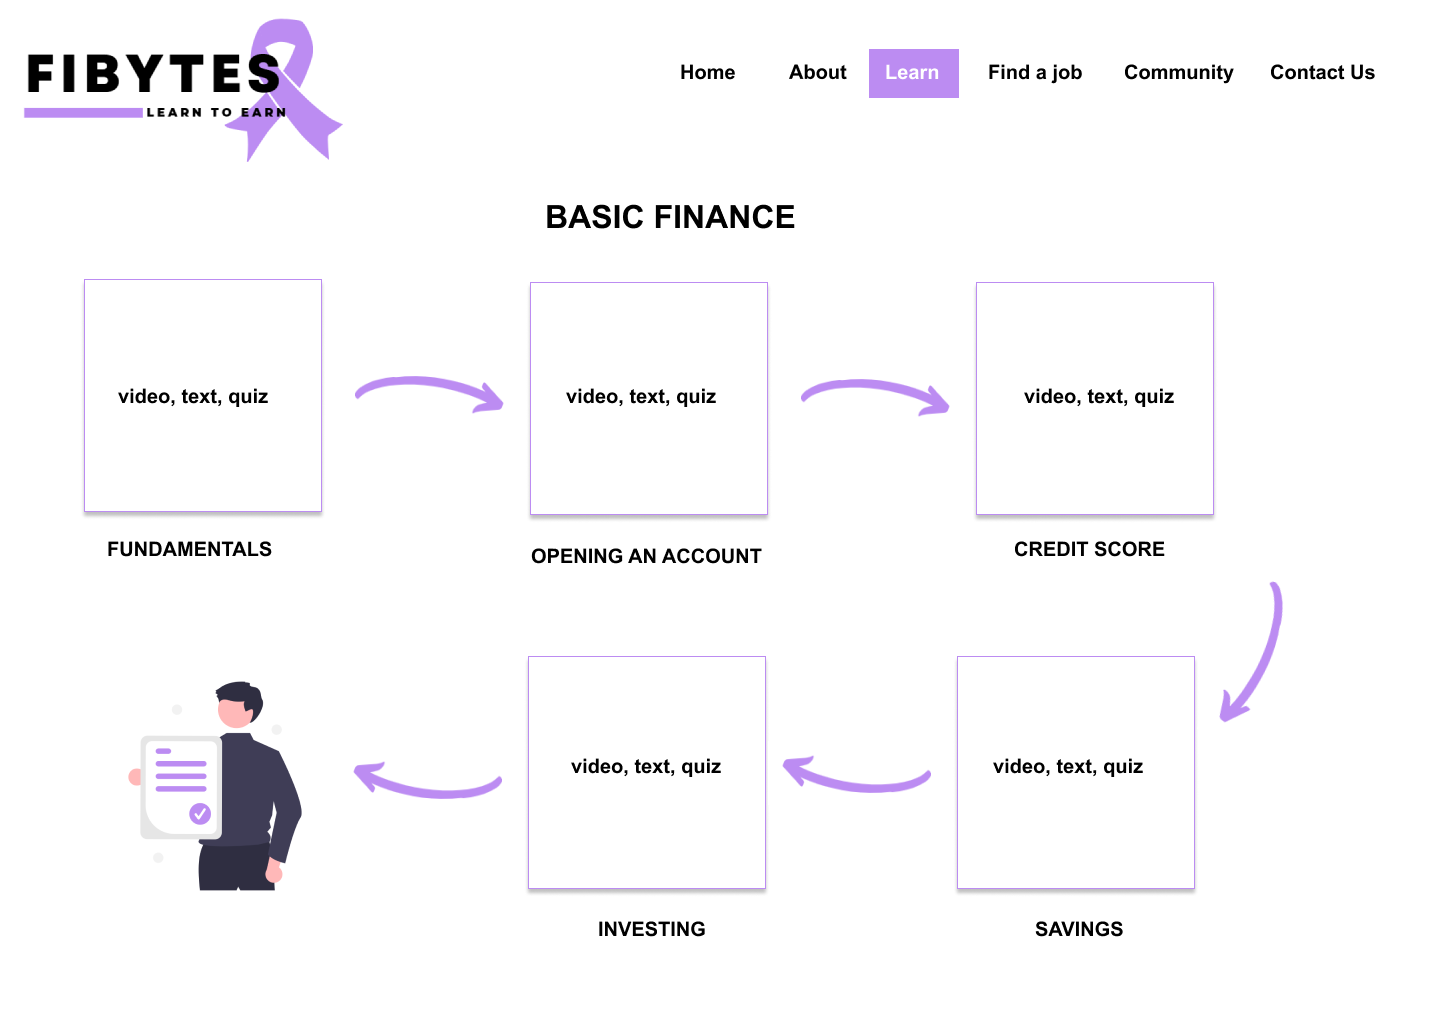 FIBYTES
LEARN TO EARN
Home About Learn Find a job Community Contact Us
BASIC FINANCE
video, text, quiz
video, text, quiz
video, text, quiz
FUNDAMENTALS
OPENING AN ACCOUNT
CREDIT SCORE
video, text, quiz
video, text, quiz
INVESTING
SAVINGS